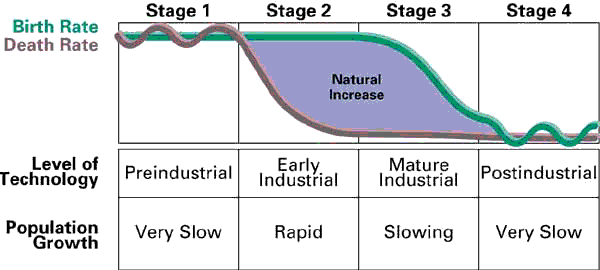 Stage 1 Stage 2 Stage 3 Stage 4
Birth Rate
Death Rate
Natural
Increase
Level of
Technology
Preindustrial
Early
Industrial
Mature
Industrial
Postindustrial
Population
Growth
Very Slow
Rapid
Slowing
Very Slow